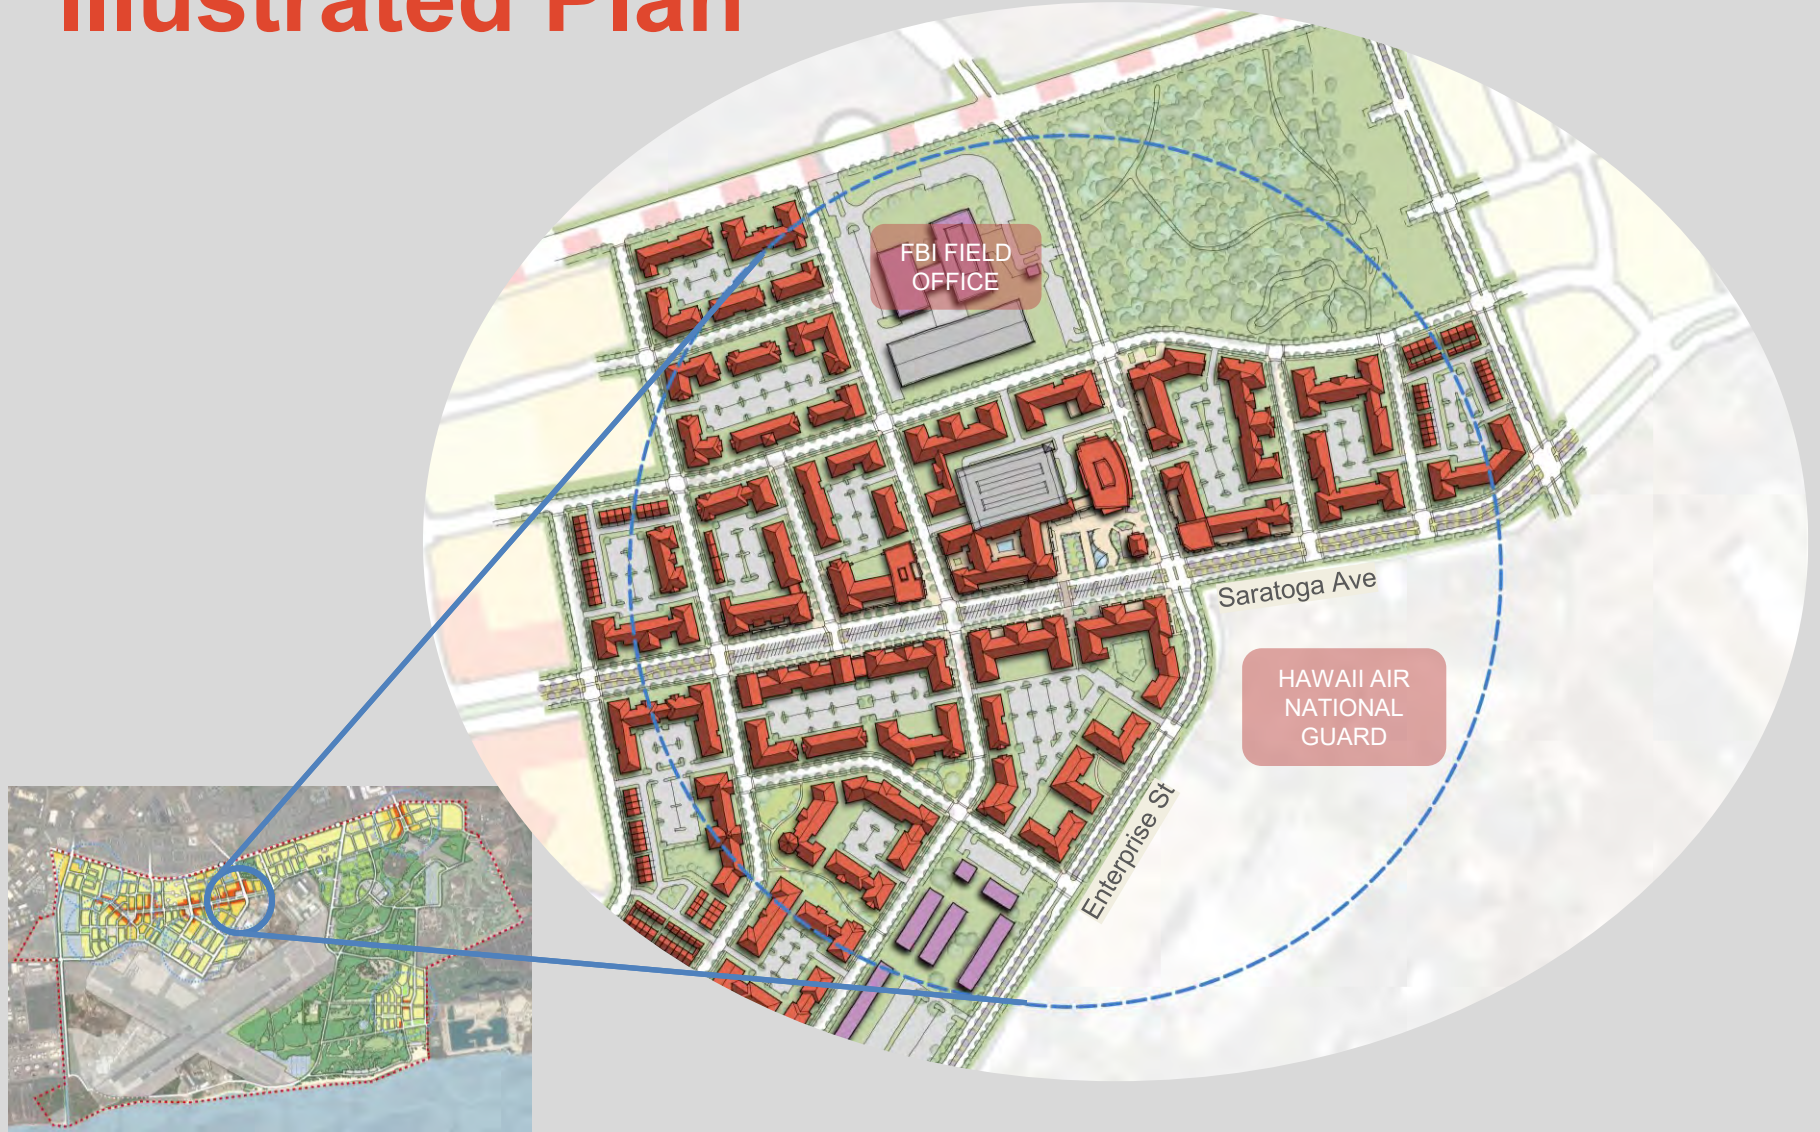 Illustrated Plan
FBI FIELD
OFFICE
Saratoga Ave
HAWAII AIR
NATIONAL
GUARD
Enterprise St